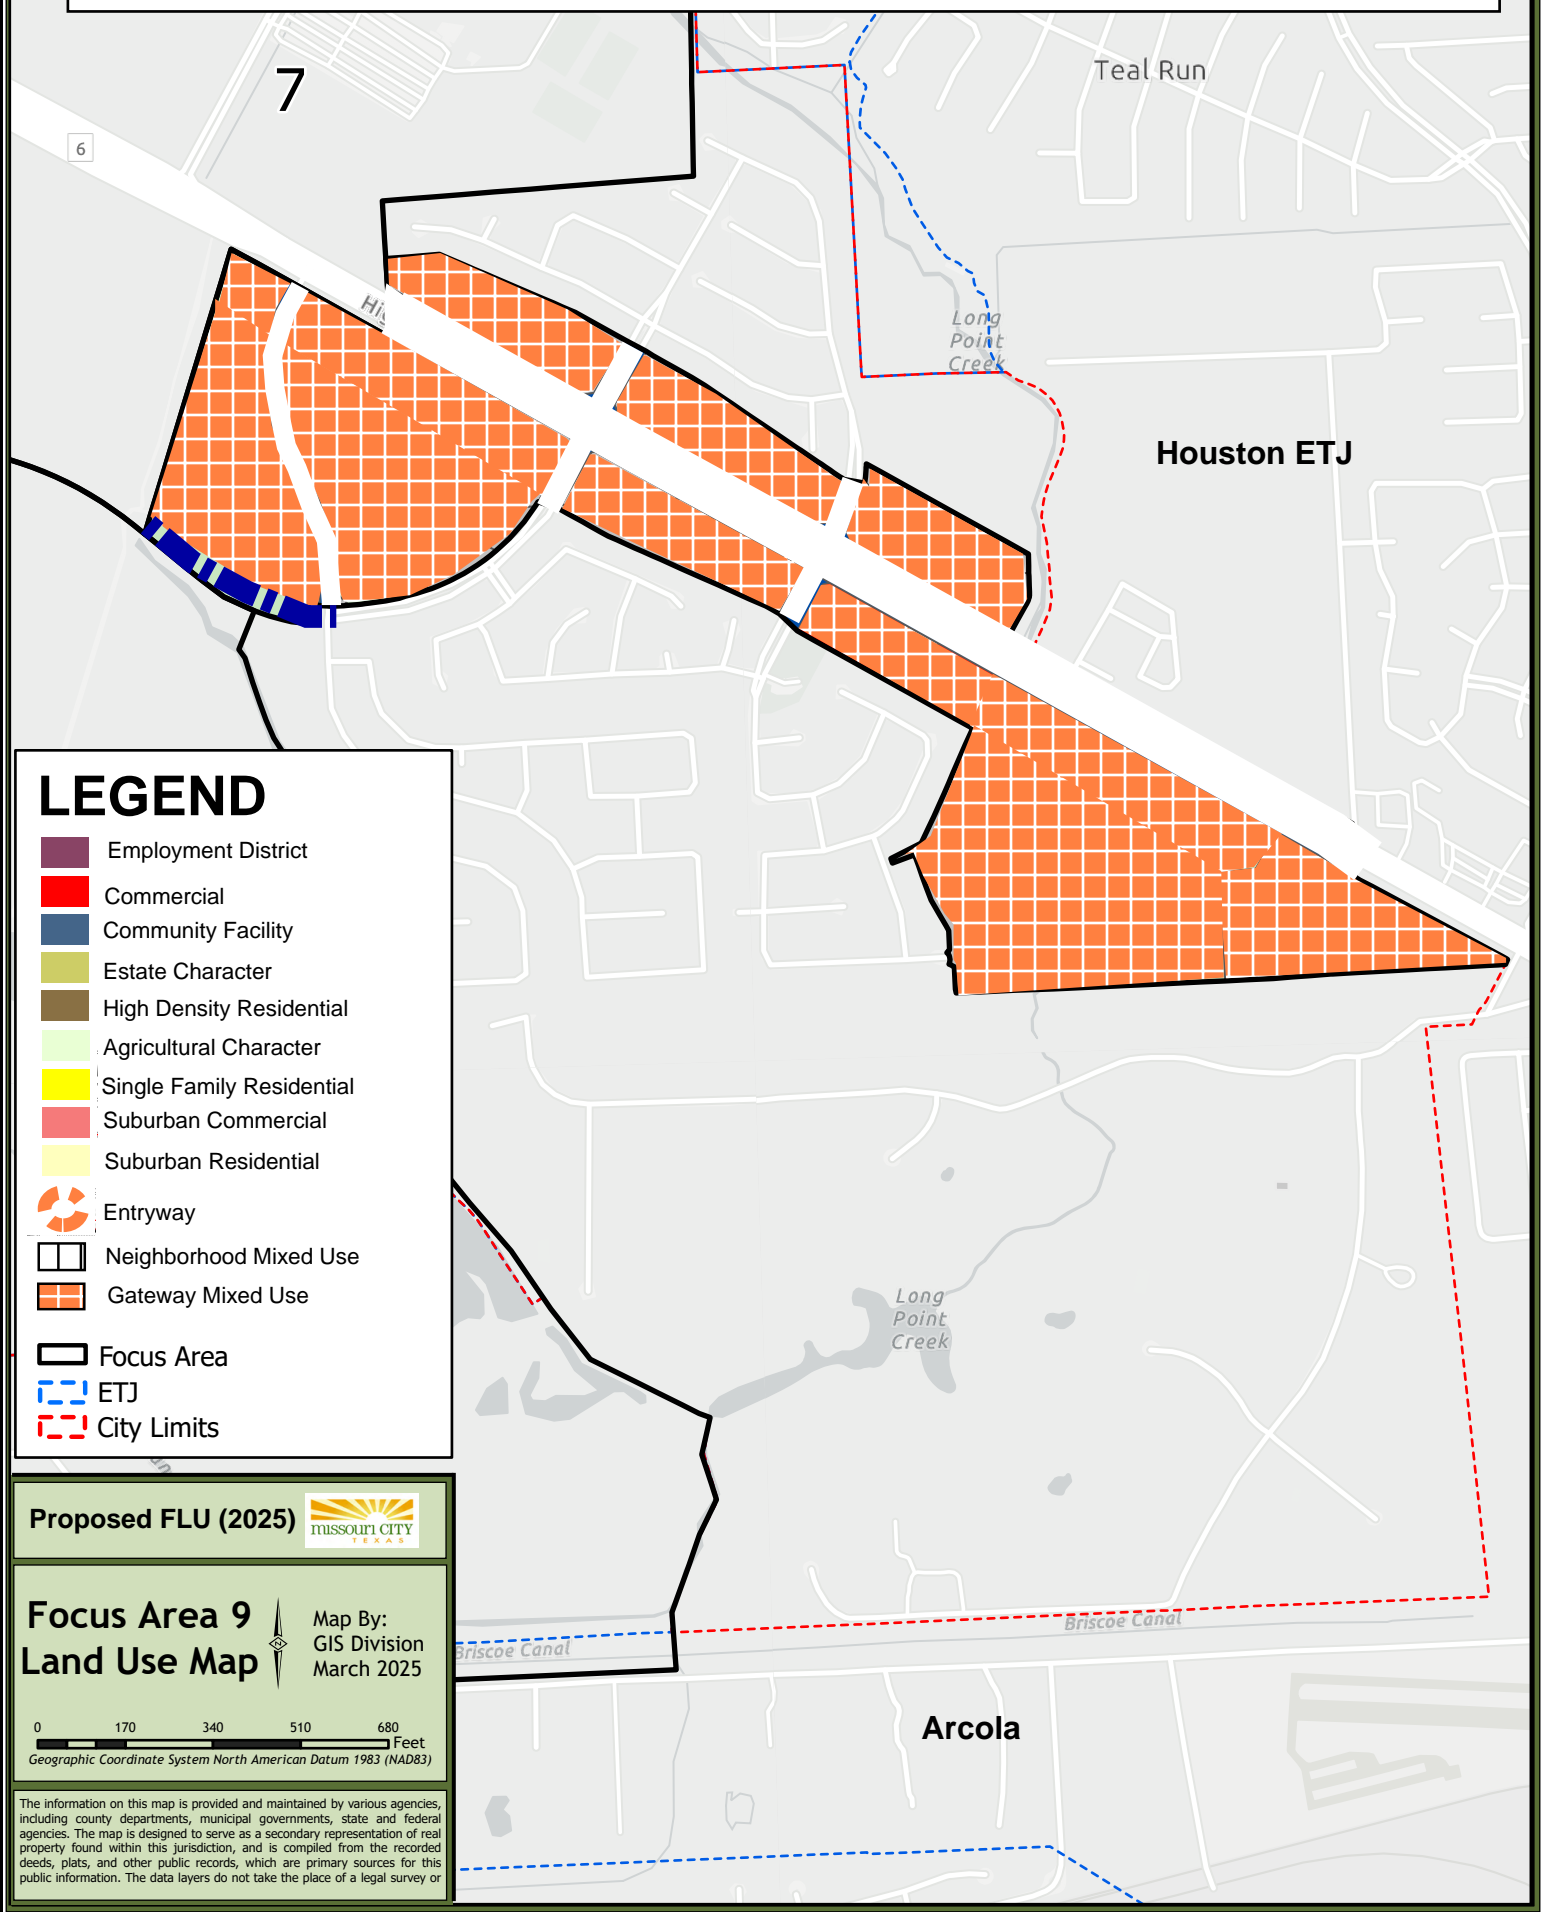 7
Teal Run
6
Long
Point
Creek
Houston ETJ
LEGEND
Employment District
Commercial
Community Facility
Estate Character
High Density Residential
Agricultural Character
Single Family Residential
Suburban Commercial
Suburban Residential
Entryway
Neighborhood Mixed Use
Gateway Mixed Use
Focus Area
ETJ
City Limits
Long
Point
Creek
Proposed FLU (2025)
missouri CITY
TEXAS
Focus Area 9
Land Use Map
N
Map By:
GIS Division
March 2025
0 170 340 510 680
Feet
Geographic Coordinate System North American Datum 1983 (NAD83)
The information on this map is provided and maintained by various agencies,
including county departments, municipal governments, state and federal
agencies. The map is designed to serve as a secondary representation of real
property found within this jurisdiction, and is compiled from the recorded
deeds, plats, and other public records, which are primary sources for this
public information. The data layers do not take the place of a legal survey or
Briscoe Canal
Briscoe Canal
Arcola